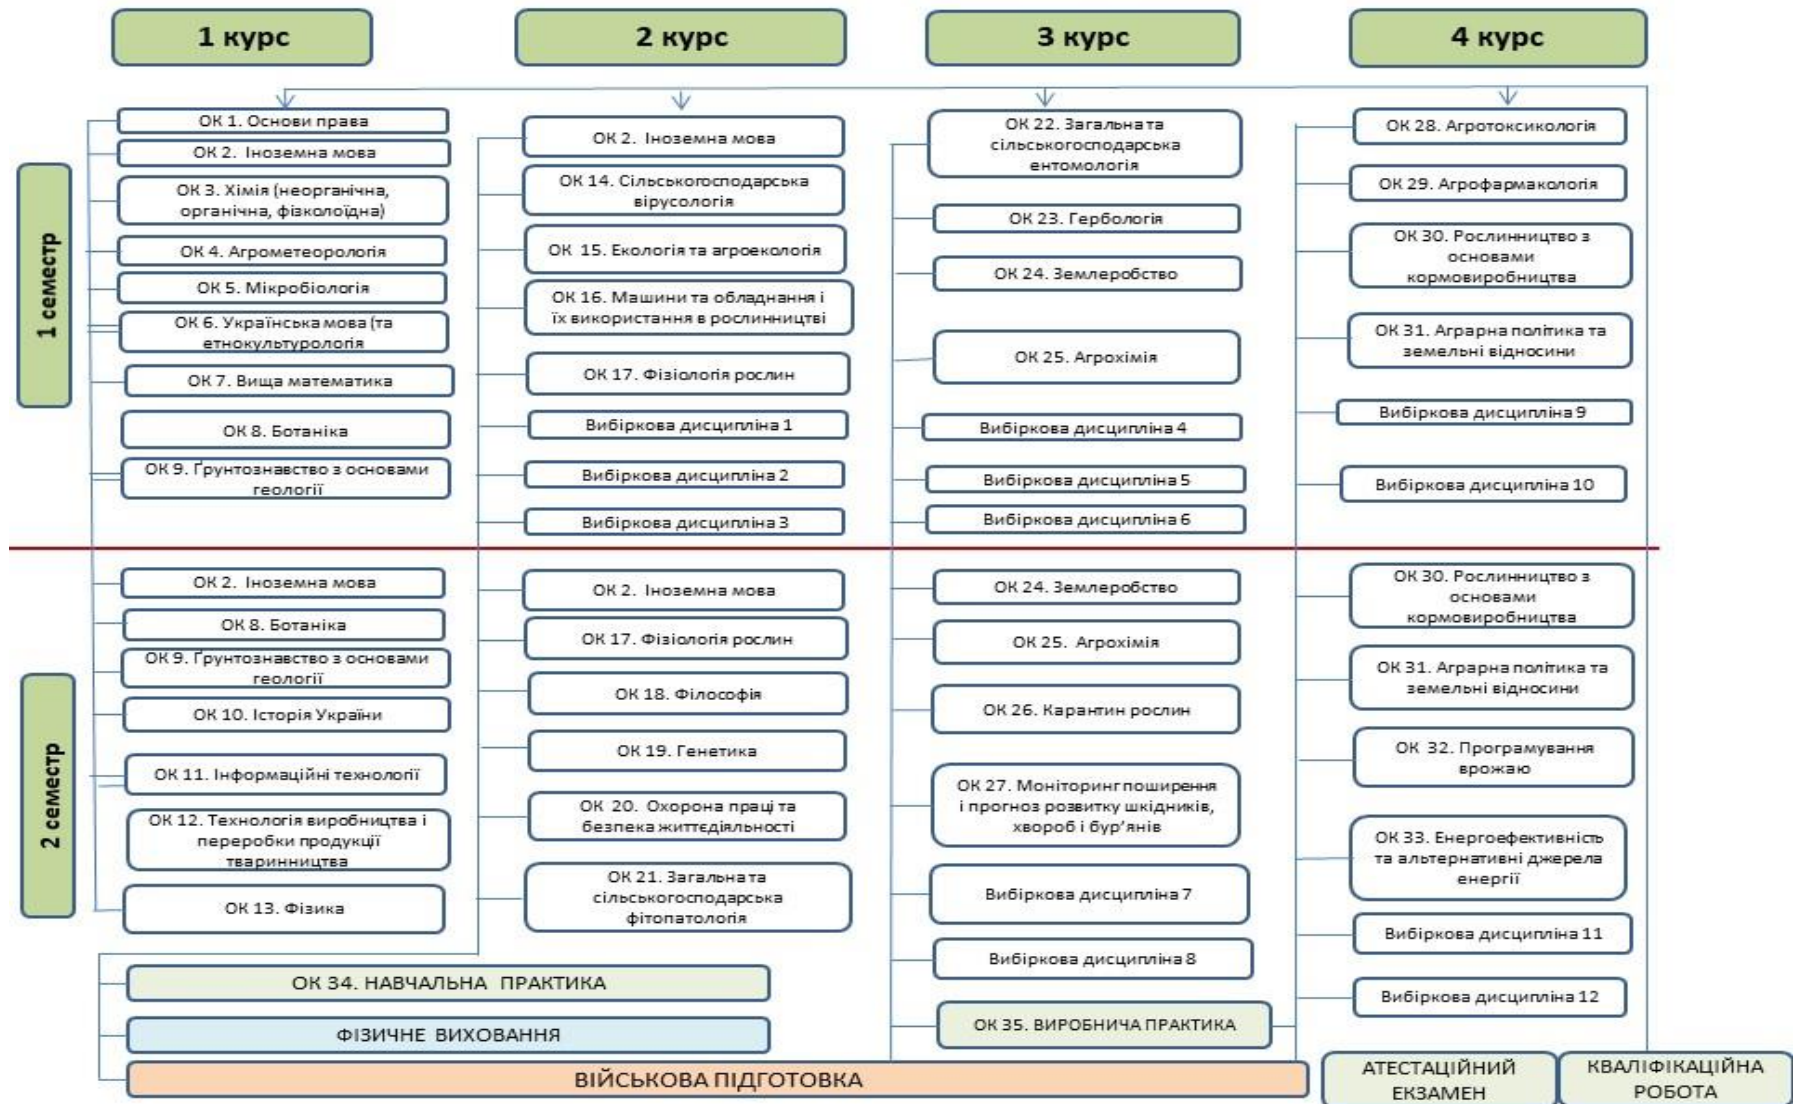 1 курс
2 курс
3 курс
4 курс
1 семестр
ОК 1. Основи права
ОК 2. Іноземна мова
ОК 3. Хімія (неорганічна,
органічна, фізколоїдна)
ОК 4. Агрометеорологія
ОК 5. Мікробіологія
ОК 6. Українська мова (та
етнокультурологія
ОК 7. Вища математика
ОК 8. Ботаніка
ОК 9. Ґрунтознавство з основами
геології
ОК 2. Іноземна мова
ОК 14. Сільськогосподарська
вірусологія
ОК 15. Екологія та агроекологія
ОК 16. Машини та обладнання і
їх використання в рослинництві
ОК 17. Фізіологія рослин
Вибіркова дисципліна 1
Вибіркова дисципліна 2
Вибіркова дисципліна 3
ОК 22. Загальна та
сільськогосподарська
ентомологія
ОК 23. Гербологія
ОК 24. Землеробство
ОК 25. Агрохімія
Вибіркова дисципліна 4
Вибіркова дисципліна 5
Вибіркова дисципліна 6
ОК 28. Агротоксикологія
ОК 29. Агрофармакологія
ОК 30. Рослинництво з
основами
кормовиробництва
ОК 31. Аграрна політика та
земельні відносини
Вибіркова дисципліна 9
Вибіркова дисципліна 10
2 семестр
ОК 2. Іноземна мова
ОК 8. Ботаніка
ОК 9. Ґрунтознавство з основами
геології
ОК 10. Історія України
ОК 11. Інформаційні технології
ОК 12. Технологія виробництва і
переробки продукції
тваринництва
ОК 13. Фізика
ОК 2. Іноземна мова
ОК 17. Фізіологія рослин
ОК 18. Філософія
ОК 19. Генетика
ОК 20. Охорона праці та
безпека життєдіяльності
ОК 21. Загальна та
сільськогосподарська
фітопатологія
ОК 24. Землеробство
ОК 25. Агрохімія
ОК 26. Карантин рослин
ОК 27. Моніторинг поширення
і прогноз розвитку шкідників,
хвороб і бур’янів
Вибіркова дисципліна 7
Вибіркова дисципліна 8
ОК 35. ВИРОБНИЧА ПРАКТИКА
ОК 30. Рослинництво з
основами
кормовиробництва
ОК 31. Аграрна політика та
земельні відносини
ОК 32. Програмування
врожаю
ОК 33. Енергоефективність
та альтернативні джерела
енергії
Вибіркова дисципліна 11
Вибіркова дисципліна 12
ОК 34. НАВЧАЛЬНА ПРАКТИКА
ФІЗИЧНЕ ВИХОВАННЯ
ВІЙСЬКОВА ПІДГОТОВКА
АТЕСТАЦІЙНИЙ
ЕКЗАМЕН
КВАЛІФІКАЦІЙНА
РОБОТА